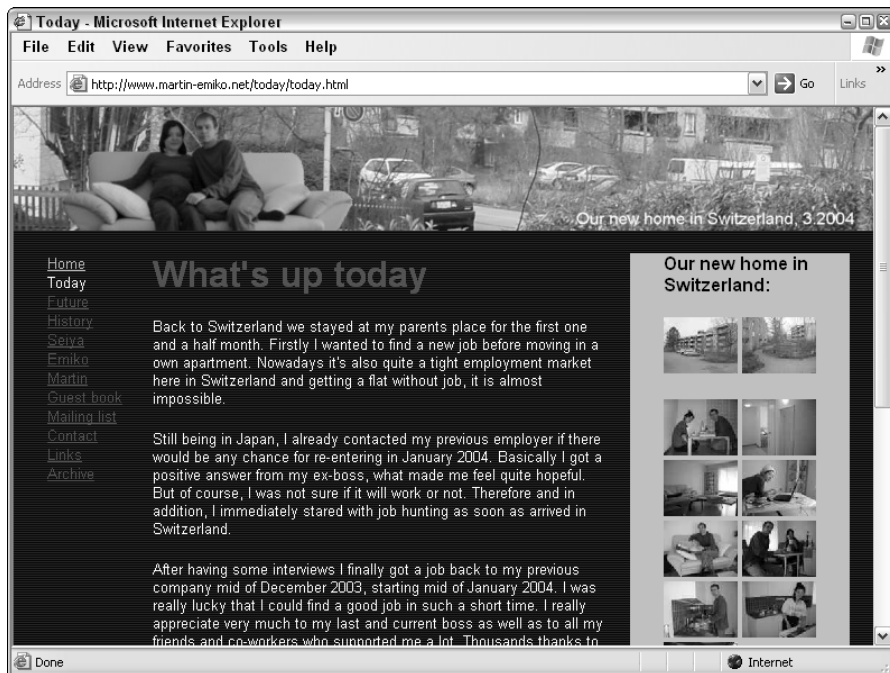 Today - Microsoft Internet Explorer
File Edit View Favorites Tools Help
Address http://www.martin-emiko.net/today/today.html Go Links »
Our new home in Switzerland, 3.2004
Home
Today
Future
History
Seiya
Emiko
Martin
Guest book
Mailing list
Contact
Links
Archive
What's up today
Back to Switzerland we stayed at my parents place for the first one
and a half month. Firstly I wanted to find a new job before moving in a
own apartment. Nowadays it's also quite a tight employment market
here in Switzerland and getting a flat without job, it is almost
impossible.
Still being in Japan, I already contacted my previous employer if there
would be any chance for re-entering in January 2004. Basically I got a
positive answer from my ex-boss, what made me feel quite hopeful.
But of course, I was not sure if it will work or not. Therefore and in
addition, I immediately stared with job hunting as soon as arrived in
Switzerland.
After having some interviews I finally got a job back to my previous
company mid of December 2003, starting mid of January 2004. I was
really lucky that I could find a good job in such a short time. I really
appreciate very much to my last and current boss as well as to all my
friends and co-workers who supported me a lot. Thousands thanks to
Our new home in
Switzerland:
Done
Internet